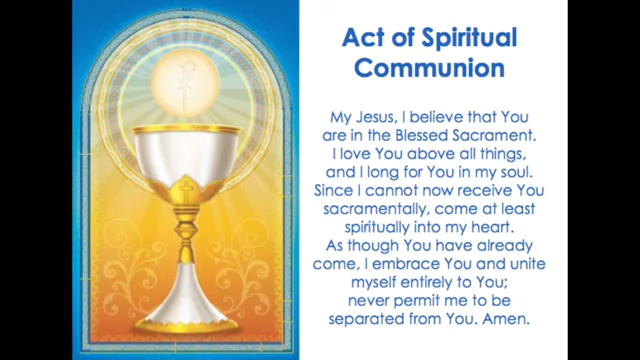 Act of Spiritual
Communion
My Jesus, I believe that You
are in the Blessed Sacrament.
I love You above all things,
and I long for You in my soul.
Since I cannot now receive You
sacramentally, come at least
spiritually into my heart.
As though You have already
come, I embrace You and unite
myself entirely to You;
never permit me to be
separated from You. Amen.